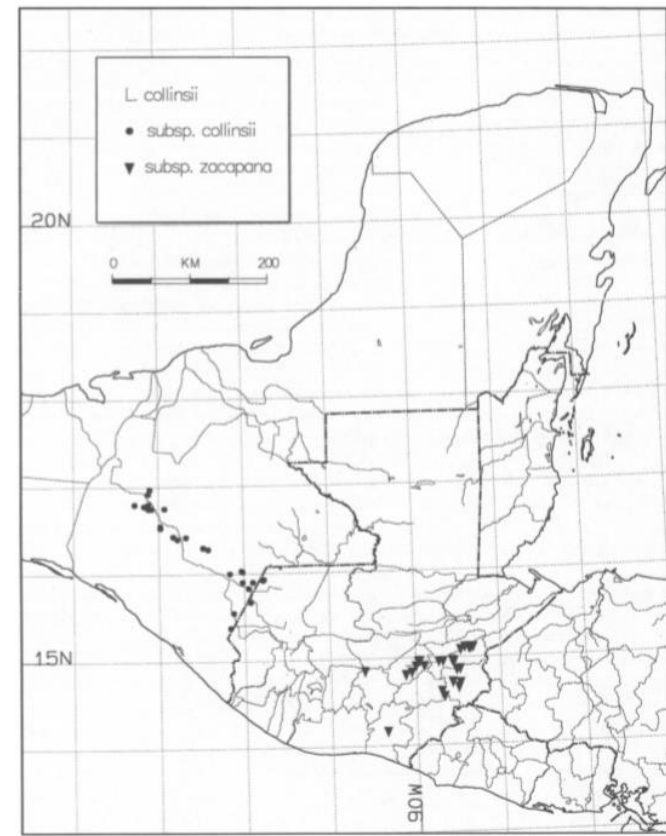 L. collinsii
subsp. collinsii
subsp. zacapana
20N
0 KM 200
15N
90W